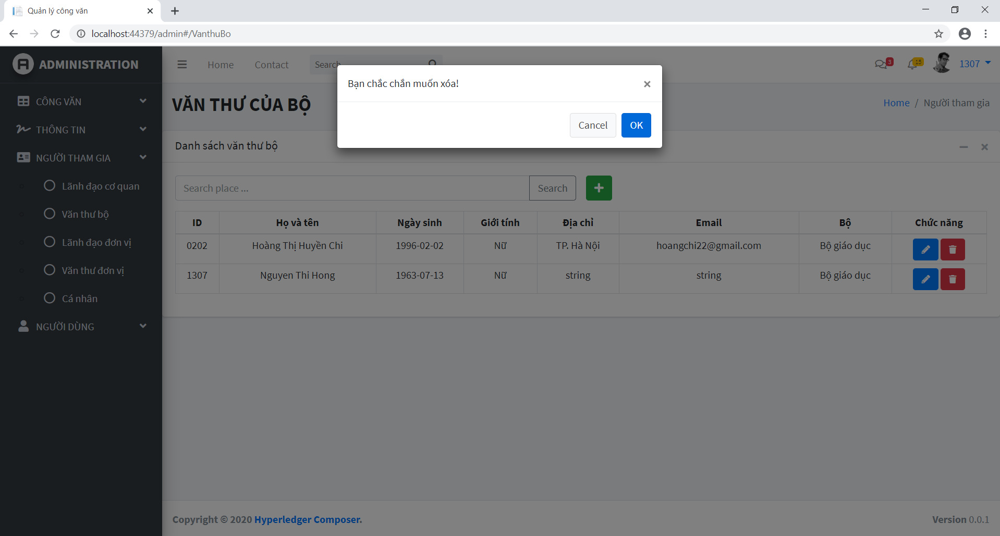 Quản lý công văn
localhost:44379/admin#/VanthuBo
ADMINISTRATION
Home
Contact
Search
3
15
1307
Bạn chắc chắn muốn xóa!
Cancel
OK
CÔNG VĂN
THÔNG TIN
NGƯỜI THAM GIA
Lãnh đạo cơ quan
Văn thư bộ
Lãnh đạo đơn vị
Văn thư đơn vị
Cá nhân
NGƯỜI DÙNG
VĂN THƯ CỦA BỘ
Home / Người tham gia
Danh sách văn thư bộ
Search place ...
Search
ID Họ và tên Ngày sinh Giới tính Địa chỉ Email Bộ Chức năng
0202 Hoàng Thị Huyền Chi 1996-02-02 Nữ TP. Hà Nội hoangchi22@gmail.com Bộ giáo dục
1307 Nguyen Thi Hong 1963-07-13 Nữ string string Bộ giáo dục
Copyright © 2020 Hyperledger Composer.
Version 0.0.1